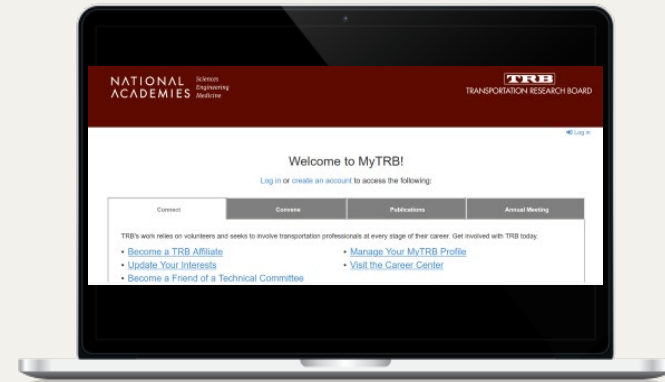 NATIONAL ACADEMIES
Sciences
Engineering
Medicine
TRB
TRANSPORTATION RESEARCH BOARD
Log in
Welcome to MyTRB!
Log in or create an account to access the following:
Connect Convene Publications Annual Meeting
TRB's work relies on volunteers and seeks to involve transportation professionals at every stage of their career. Get involved with TRB today.
• Become a TRB Affiliate
• Update Your Interests
• Become a Friend of a Technical Committee
• Manage Your MyTRB Profile
• Visit the Career Center